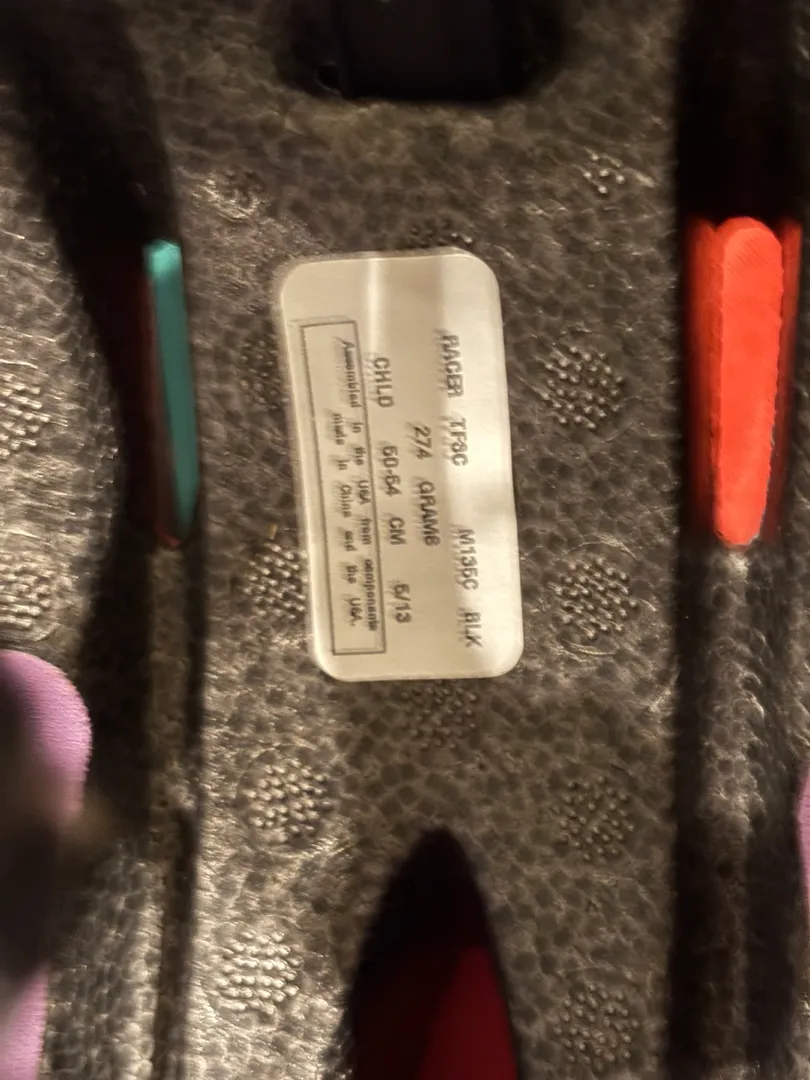 RACER TF8C M135C BLK
274 GRAMS
CHLD 50-54 CM 5/13
Assembled in the USA from components
made in China and the USA.